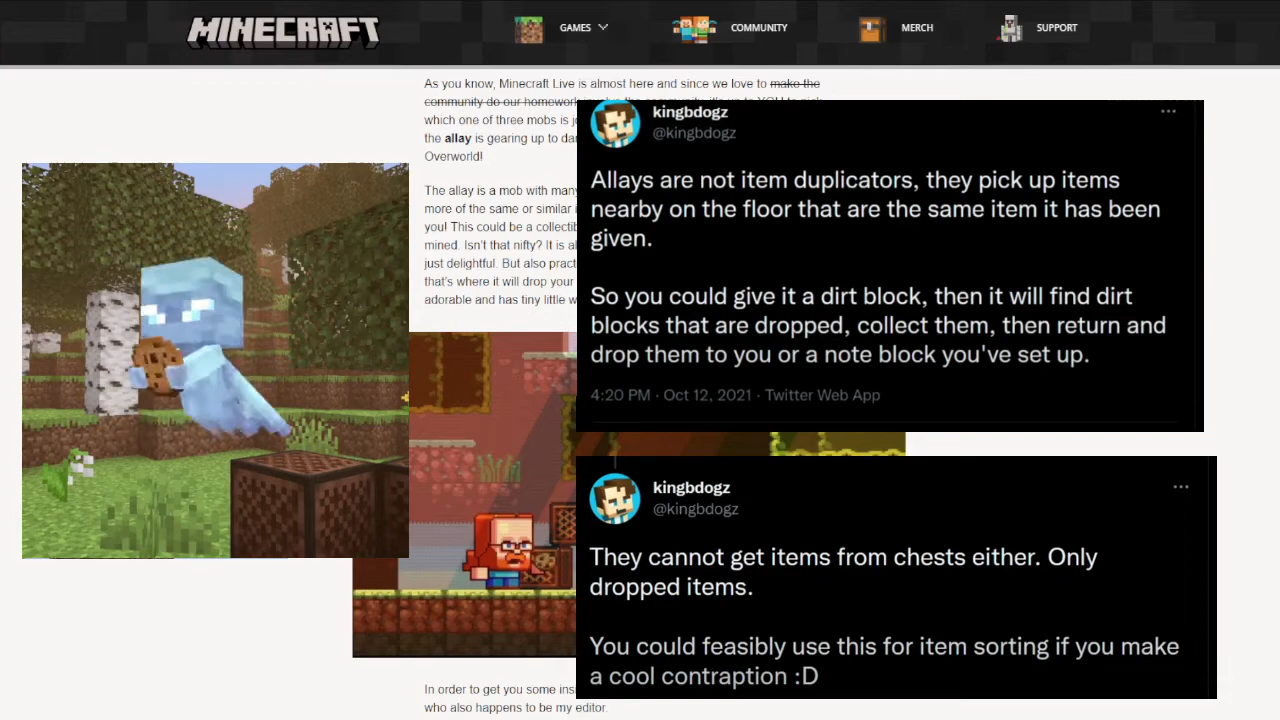 MINECRAFT
GAMES
COMMUNITY
MERCH
SUPPORT
As you know, Minecraft Live is almost here and since we love to make the
community do our homework
which one of three mobs is
the allay is gearing up to
Overworld!
The allay is a mob with many
more of the same or similar
you! This could be a
mined. Isn't that nifty? It is
just delightful. But also
that's where it will drop your
adorable and has tiny little
kingbdogz
@kingbdogz
Allays are not item duplicators, they pick up items
nearby on the floor that are the same item it has been
given.
So you could give it a dirt block, then it will find dirt
blocks that are dropped, collect them, then return and
drop them to you or a note block you've set up.
4:20 PM · Oct 12, 2021 · Twitter Web App
kingbdogz
@kingbdogz
They cannot get items from chests either. Only
dropped items.
You could feasibly use this for item sorting if you make
a cool contraption :D
In order to get you some
who also happens to be my editor.